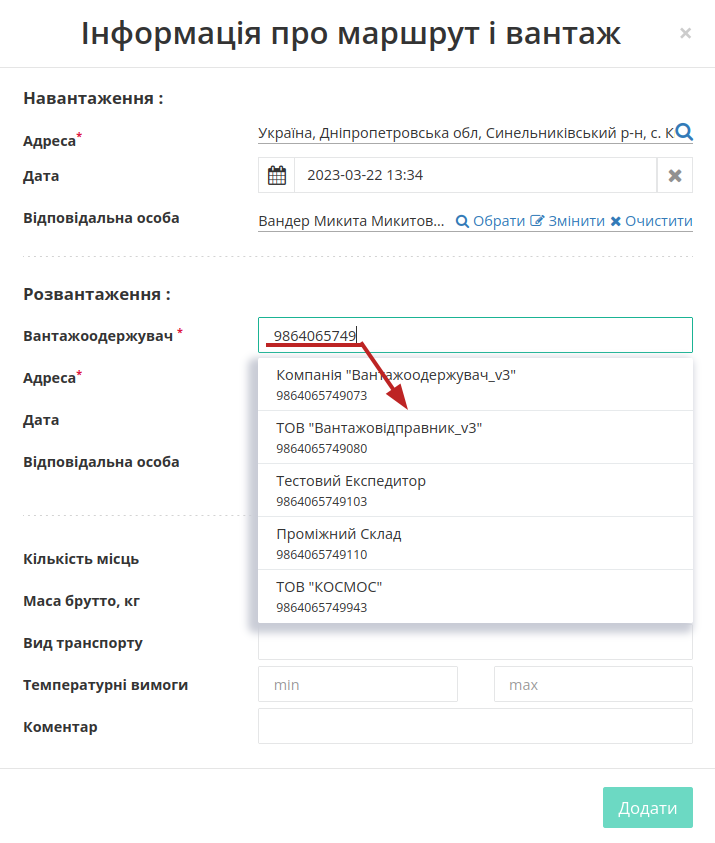 Інформація про маршрут і вантаж ×
Навантаження :
Адреса* Україна, Дніпропетровська обл, Синельниківський р-н, с. К
Дата 2023-03-22 13:34
Відповідальна особа Вандер Микита Микитов... Обрати Змінити Очистити
Розвантаження :
Вантажоодержувач * 9864065749
Адреса*
Дата
Відповідальна особа
Компанія "Вантажоодержувач_v3"
9864065749073
ТОВ "Вантажовідправник_v3"
9864065749080
Тестовий Експедитор
9864065749103
Проміжний Склад
9864065749110
ТОВ "КОСМОС"
9864065749943
Кількість місць
Маса брутто, кг
Вид транспорту
Температурні вимоги min max
Коментар
Додати